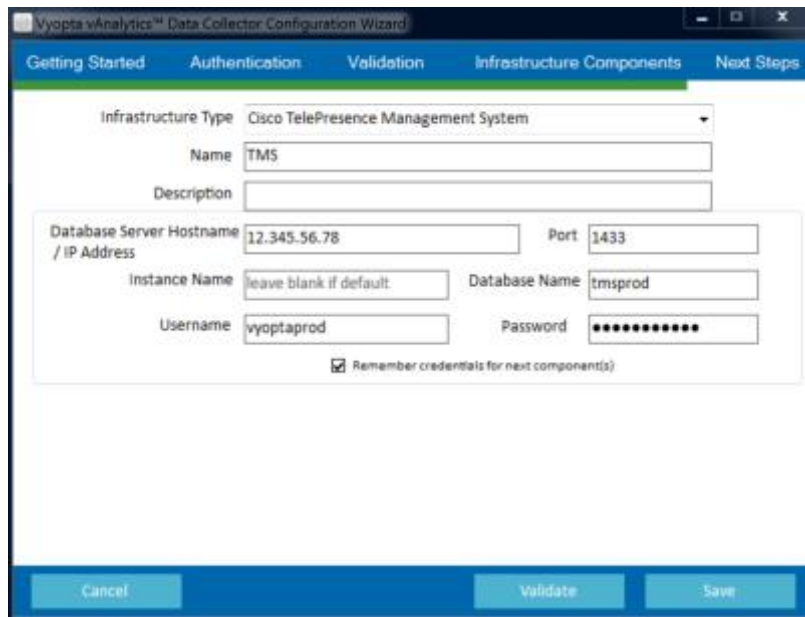 Vyopta vAnalytics™ Data Collector Configuration Wizard
Getting Started Authentication Validation Infrastructure Components Next Steps
Infrastructure Type Cisco TelePresence Management System
Name TMS
Description
Database Server Hostname / IP Address 12.345.56.78 Port 1433
Instance Name leave blank if default Database Name tmsprod
Username vyoptaprod Password ●●●●●●●●●●●
Remember credentials for next component(s)
Cancel Validate Save